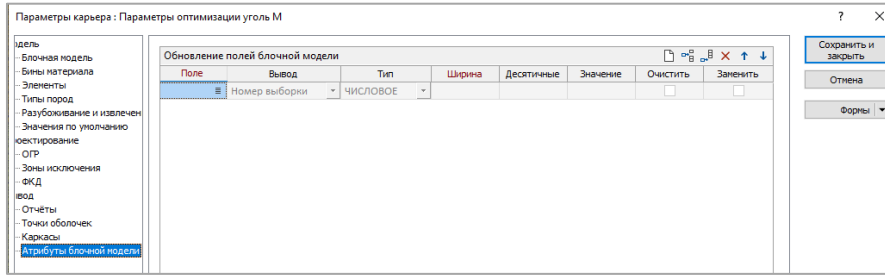 Параметры карьера : Параметры оптимизации уголь М
? ×
одель
Блочная модель
Бины материала
Элементы
Типы пород
Разубоживание и извлечен
Значения по умолчанию
роектирование
ОГР
Зоны исключения
ФКД
ывод
Отчёты
Точки оболочек
Каркасы
Атрибуты блочной модели
Обновление полей блочной модели
Поле Вывод Тип Ширина Десятичные Значение Очистить Заменить
Номер выборки ЧИСЛОВОЕ
Сохранить и
закрыть
Отмена
Формы